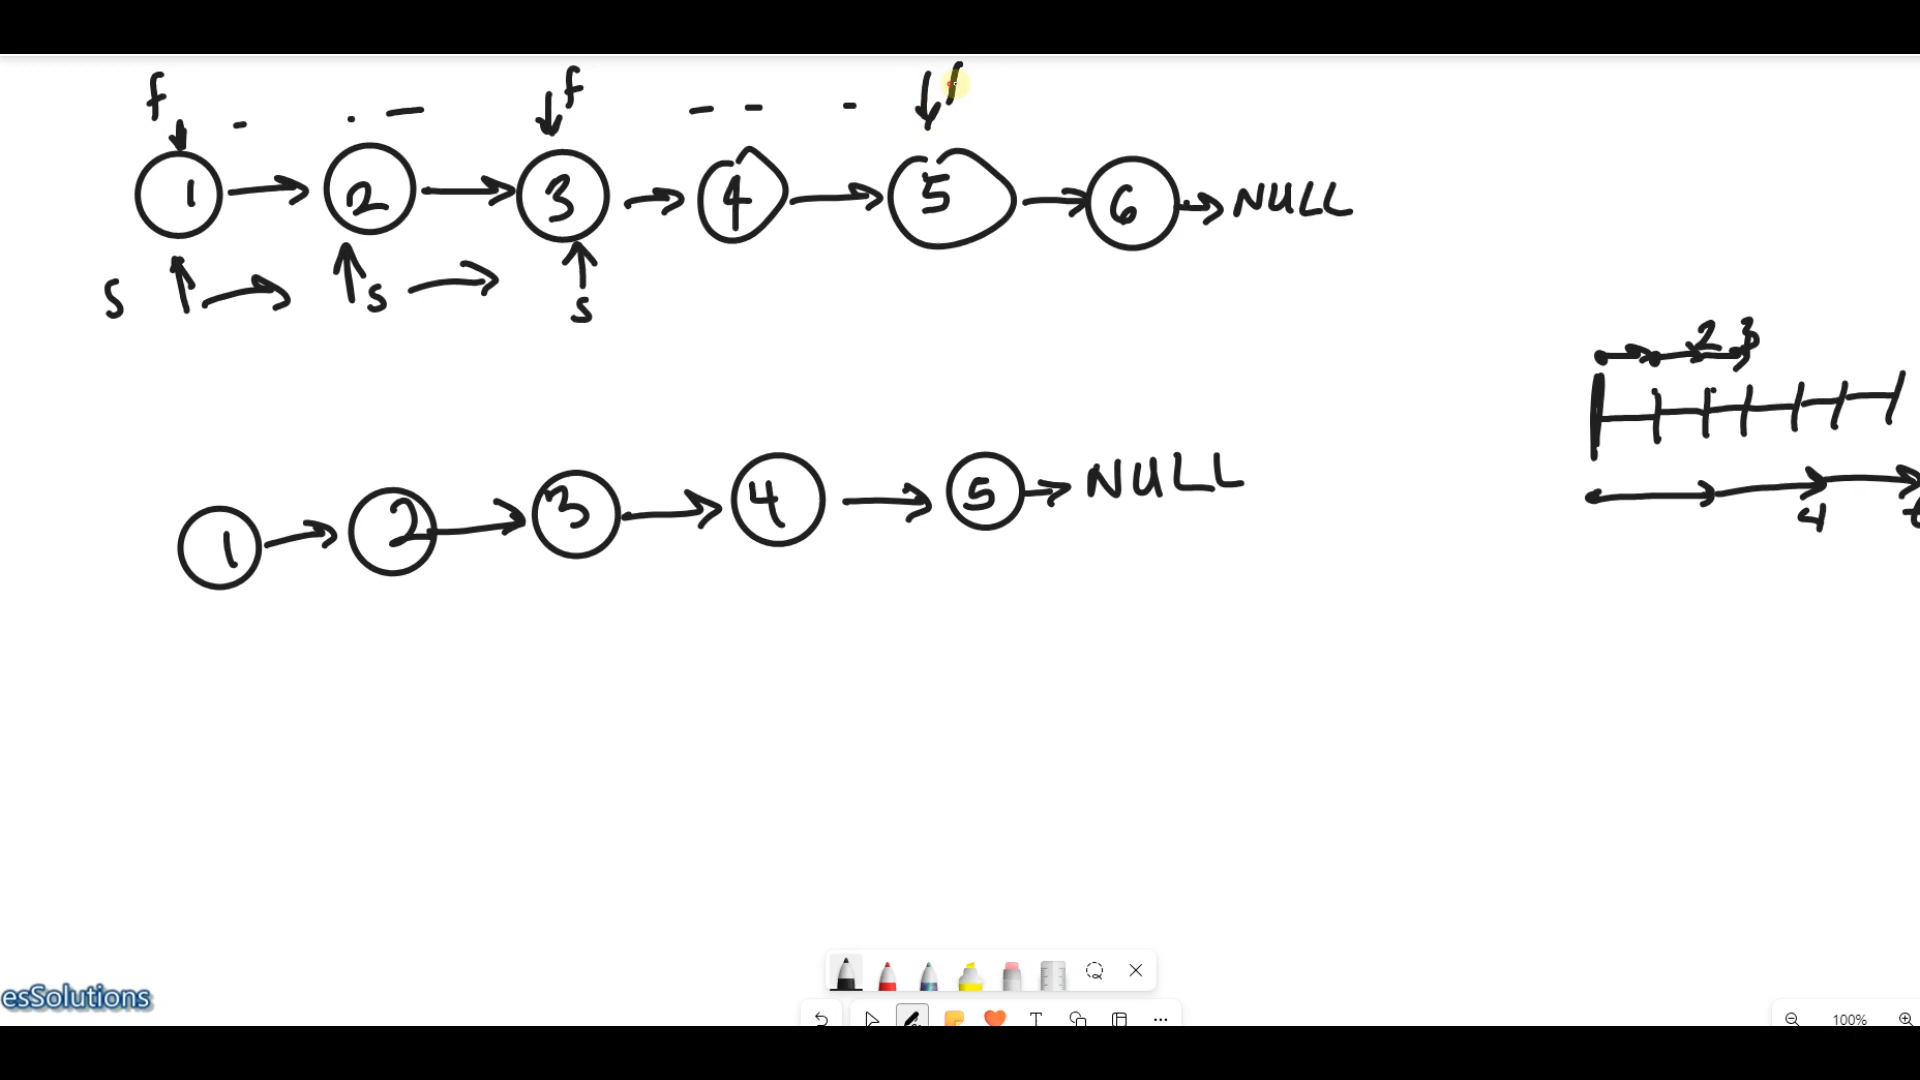 f f f
1 2 3 4 5 6 NULL
S S S
2 3
4
1 2 3 4 5 NULL
esSolutions
100%